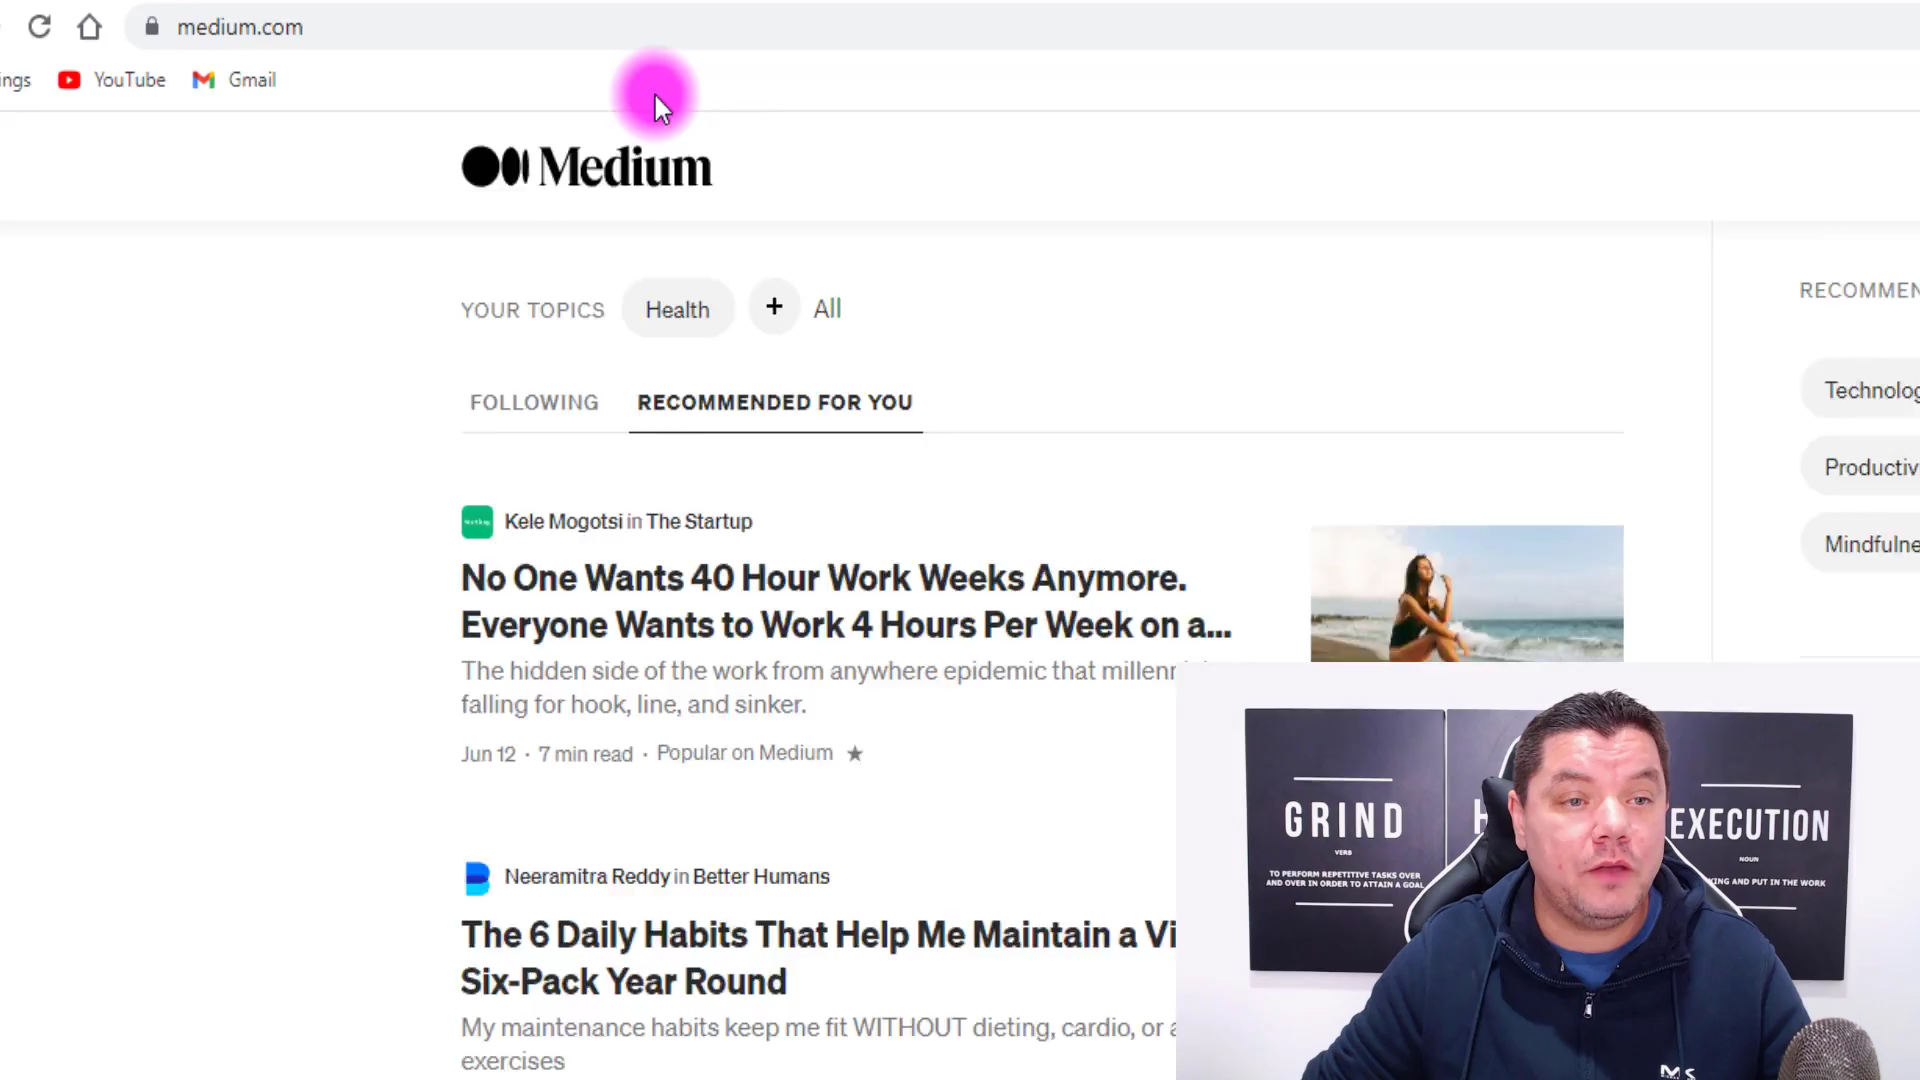 medium.com
ings YouTube Gmail
Medium
YOUR TOPICS Health + All
RECOMMEN
FOLLOWING RECOMMENDED FOR YOU
Technolog
Productiv
Mindfulne
Kele Mogotsi in The Startup
No One Wants 40 Hour Work Weeks Anymore.
Everyone Wants to Work 4 Hours Per Week on a...
The hidden side of the work from anywhere epidemic that millenn
falling for hook, line, and sinker.
Jun 12 · 7 min read · Popular on Medium ★
Neeramitra Reddy in Better Humans
The 6 Daily Habits That Help Me Maintain a Vi
Six-Pack Year Round
My maintenance habits keep me fit WITHOUT dieting, cardio, or a
exercises
GRIND
VERB
TO PERFORM REPETITIVE TASKS OVER
AND OVER IN ORDER TO ATTAIN A GOAL
H
EXECUTION
NOUN
KING AND PUT IN THE WORK